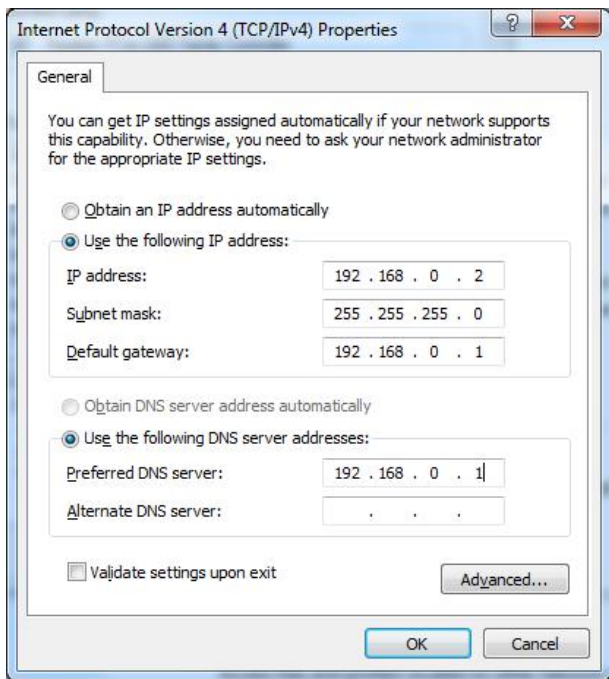 Internet Protocol Version 4 (TCP/IPv4) Properties
General
You can get IP settings assigned automatically if your network supports
this capability. Otherwise, you need to ask your network administrator
for the appropriate IP settings.
Obtain an IP address automatically
Use the following IP address:
IP address: 192 . 168 . 0 . 2
Subnet mask: 255 . 255 . 255 . 0
Default gateway: 192 . 168 . 0 . 1
Obtain DNS server address automatically
Use the following DNS server addresses:
Preferred DNS server: 192 . 168 . 0 . 1
Alternate DNS server: . . .
Validate settings upon exit
Advanced...
OK Cancel